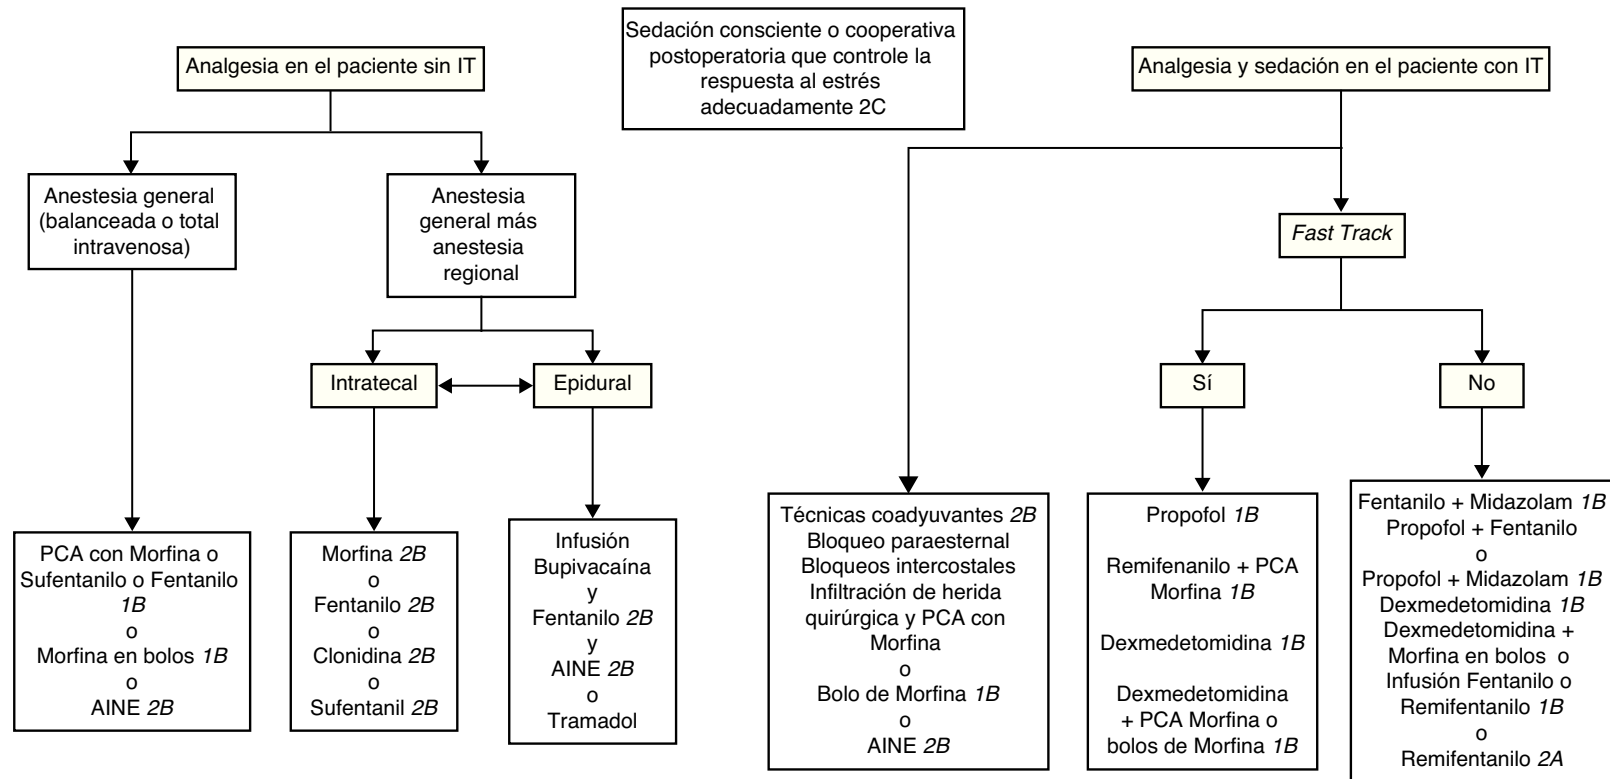 Sedación consciente o cooperativa
postoperatoria que controle la
respuesta al estrés
adecuadamente 2C
Analgesia en el paciente sin IT
Analgesia y sedación en el paciente con IT
Anestesia general
(balanceada o total
intravenosa)
Anestesia
general más
anestesia
regional
Fast Track
Intratecal
Epidural
Sí
No
PCA con Morfina o
Sufentanilo o Fentanilo
1B
o
Morfina en bolos 1B
o
AINE 2B
Morfina 2B
o
Fentanilo 2B
o
Clonidina 2B
o
Sufentanil 2B
Infusión
Bupivacaína
y
Fentanilo 2B
y
AINE 2B
o
Tramadol
Técnicas coadyuvantes 2B
Bloqueo paraesternal
Bloqueos intercostales
Infiltración de herida
quirúrgica y PCA con
Morfina
o
Bolo de Morfina 1B
o
AINE 2B
Propofol 1B
Remifenanilo + PCA
Morfina 1B
Dexmedetomidina 1B
Dexmedetomidina
+ PCA Morfina o
bolos de Morfina 1B
Fentanilo + Midazolam 1B
Propofol + Fentanilo
o
Propofol + Midazolam 1B
Dexmedetomidina 1B
Dexmedetomidina +
Morfina en bolos o
Infusión Fentanilo o
Remifentanilo 1B
o
Remifentanilo 2A